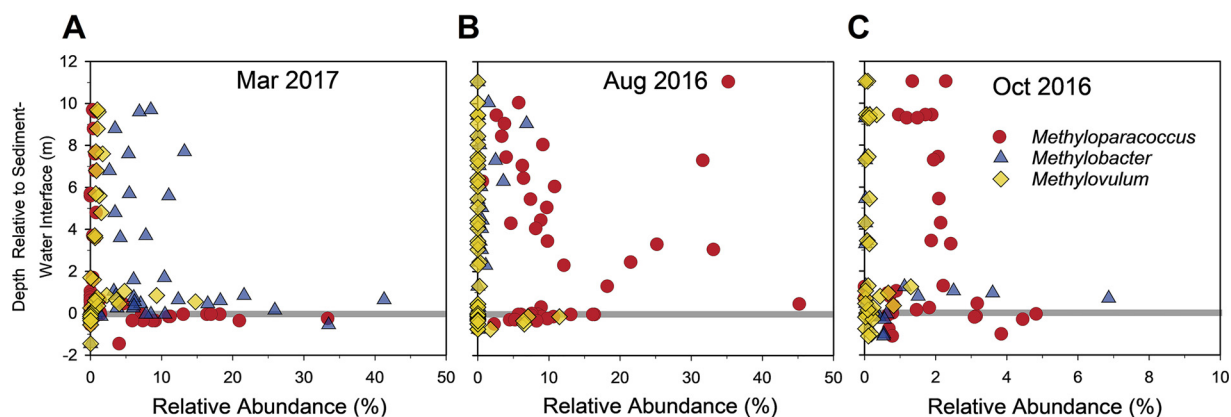 A
B
C
Mar 2017
Aug 2016
Oct 2016
Methyloparacoccus
Methylobacter
Methylovulum
Depth Relative to Sediment-
Water Interface (m)
12
10
8
6
4
2
0
-2
0 10 20 30 40 50
0 10 20 30 40 50
0 2 4 6 8 10
Relative Abundance (%)
Relative Abundance (%)
Relative Abundance (%)